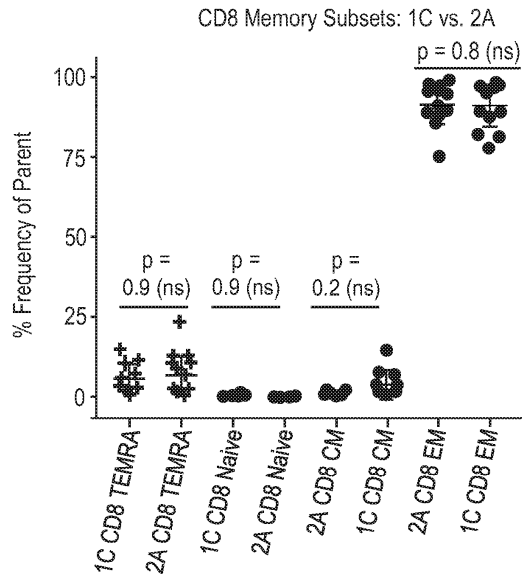 CD8 Memory Subsets: 1C vs. 2A
p = 0.8 (ns)
% Frequency of Parent
100
75
50
25
0
p =
0.9 (ns)
p =
0.9 (ns)
p =
0.2 (ns)
1C CD8 TEMRA
2A CD8 TEMRA
1C CD8 Naive
2A CD8 Naive
2A CD8 CM
1C CD8 CM
2A CD8 EM
1C CD8 EM